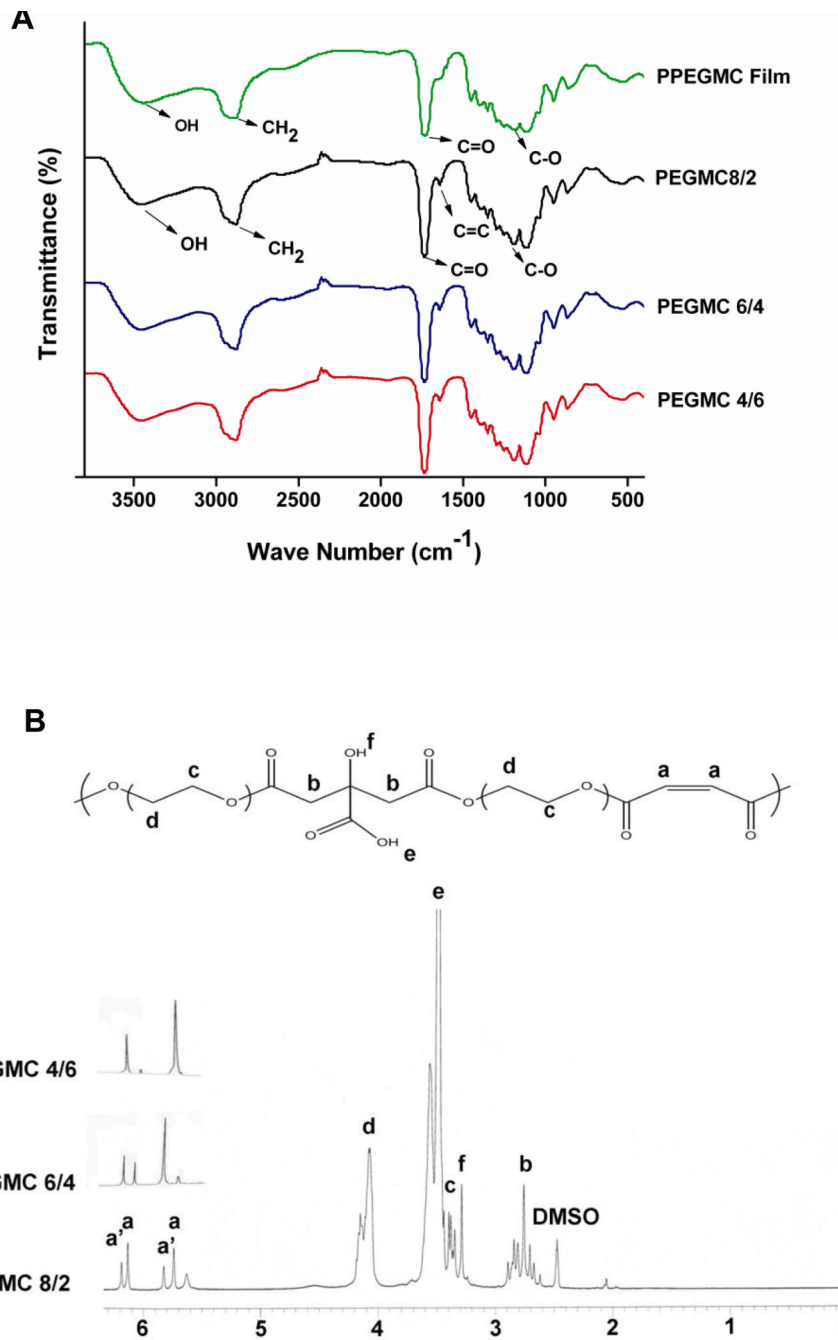 A
PPEGMC Film
OH
CH2
C=O
C-O
PEGMC8/2
OH
CH2
C=O
C=C
C-O
PEGMC 6/4
PEGMC 4/6
Transmittance (%)
3500 3000 2500 2000 1500 1000 500
Wave Number (cm-1)
B
O c d O O b OH f b O O d O c O a a O O
O OH e
e
GMC 4/6
d
GMC 6/4
c f b
DMSO
a' a a' a
MC 8/2
6 5 4 3 2 1